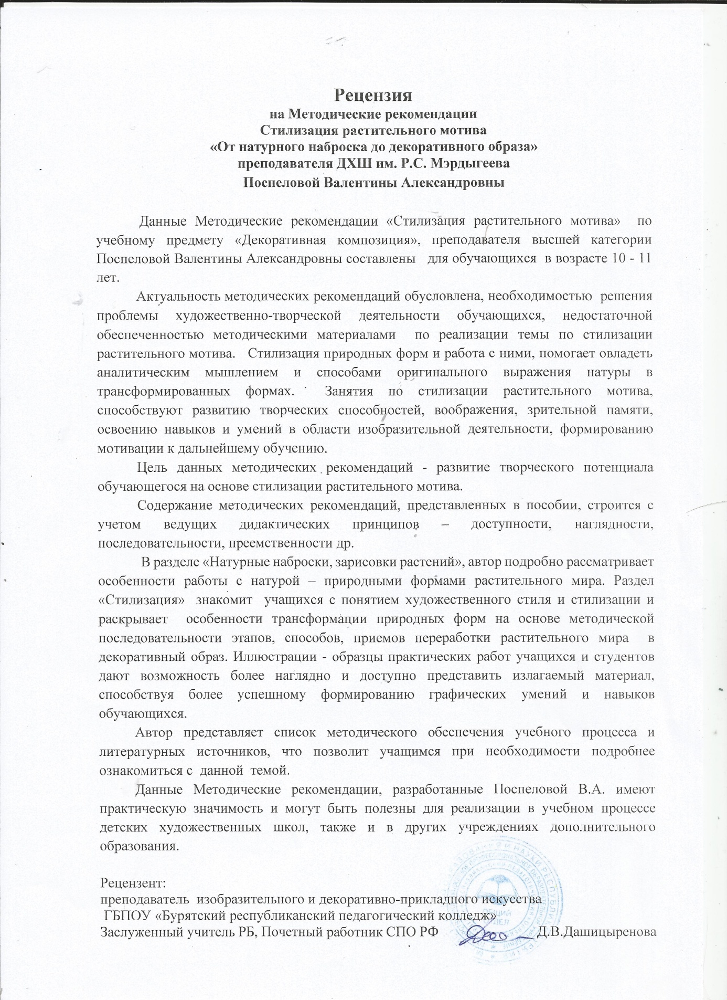 Рецензия
на Методические рекомендации
Стилизация растительного мотива
«От натурного наброска до декоративного образа»
преподавателя ДХШ им. Р.С. Мэрдыгеева
Поспеловой Валентины Александровны
Данные Методические рекомендации «Стилизация растительного мотива» по
учебному предмету «Декоративная композиция», преподавателя высшей категории
Поспеловой Валентины Александровны составлены для обучающихся в возрасте 10 - 11
лет.
Актуальность методических рекомендаций обусловлена, необходимостью решения
проблемы художественно-творческой деятельности обучающихся, недостаточной
обеспеченностью методическими материалами по реализации темы по стилизации
растительного мотива. Стилизация природных форм и работа с ними, помогает овладеть
аналитическим мышлением и способами оригинального выражения натуры в
трансформированных формах. Занятия по стилизации растительного мотива,
способствуют развитию творческих способностей, воображения, зрительной памяти,
освоению навыков и умений в области изобразительной деятельности, формированию
мотивации к дальнейшему обучению.
Цель данных методических рекомендаций - развитие творческого потенциала
обучающегося на основе стилизации растительного мотива.
Содержание методических рекомендаций, представленных в пособии, строится с
учетом ведущих дидактических принципов – доступности, наглядности,
последовательности, преемственности др.
В разделе «Натурные наброски, зарисовки растений», автор подробно рассматривает
особенности работы с натурой – природными формами растительного мира. Раздел
«Стилизация» знакомит учащихся с понятием художественного стиля и стилизации и
раскрывает особенности трансформации природных форм на основе методической
последовательности этапов, способов, приемов переработки растительного мира в
декоративный образ. Иллюстрации - образцы практических работ учащихся и студентов
дают возможность более наглядно и доступно представить излагаемый материал,
способствуя более успешному формированию графических умений и навыков
обучающихся.
Автор представляет список методического обеспечения учебного процесса и
литературных источников, что позволит учащимся при необходимости подробнее
ознакомиться с данной темой.
Данные Методические рекомендации, разработанные Поспеловой В.А. имеют
практическую значимость и могут быть полезны для реализации в учебном процессе
детских художественных школ, также и в других учреждениях дополнительного
образования.
Рецензент:
преподаватель изобразительного и декоративно-прикладного искусства
ГБПОУ «Бурятский республиканский педагогический колледж»
Заслуженный учитель РБ, Почетный работник СПО РФ Д.В.Дашицыренова
ОБЩИЙ
ОТДЕЛ